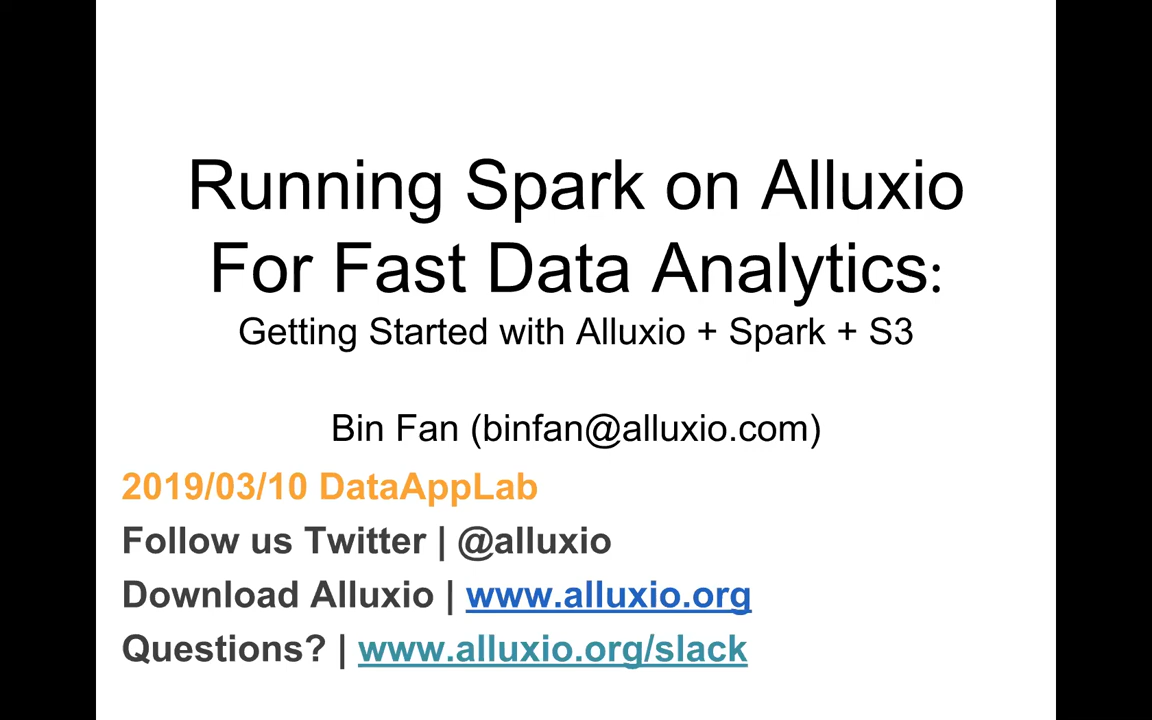 Running Spark on Alluxio
For Fast Data Analytics:
Getting Started with Alluxio + Spark + S3
Bin Fan (binfan@alluxio.com)
2019/03/10 DataAppLab
Follow us Twitter | @alluxio
Download Alluxio | www.alluxio.org
Questions? | www.alluxio.org/slack